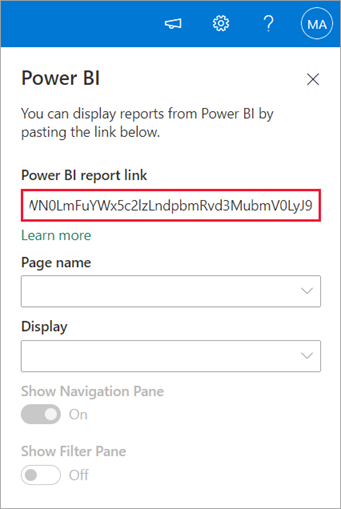 MA
Power BI
You can display reports from Power BI by
pasting the link below.
Power BI report link
WN0LmFuYWx5c2lzLndpbmRvd3MubmV0LyJ9
Learn more
Page name
Display
Show Navigation Pane
On
Show Filter Pane
Off